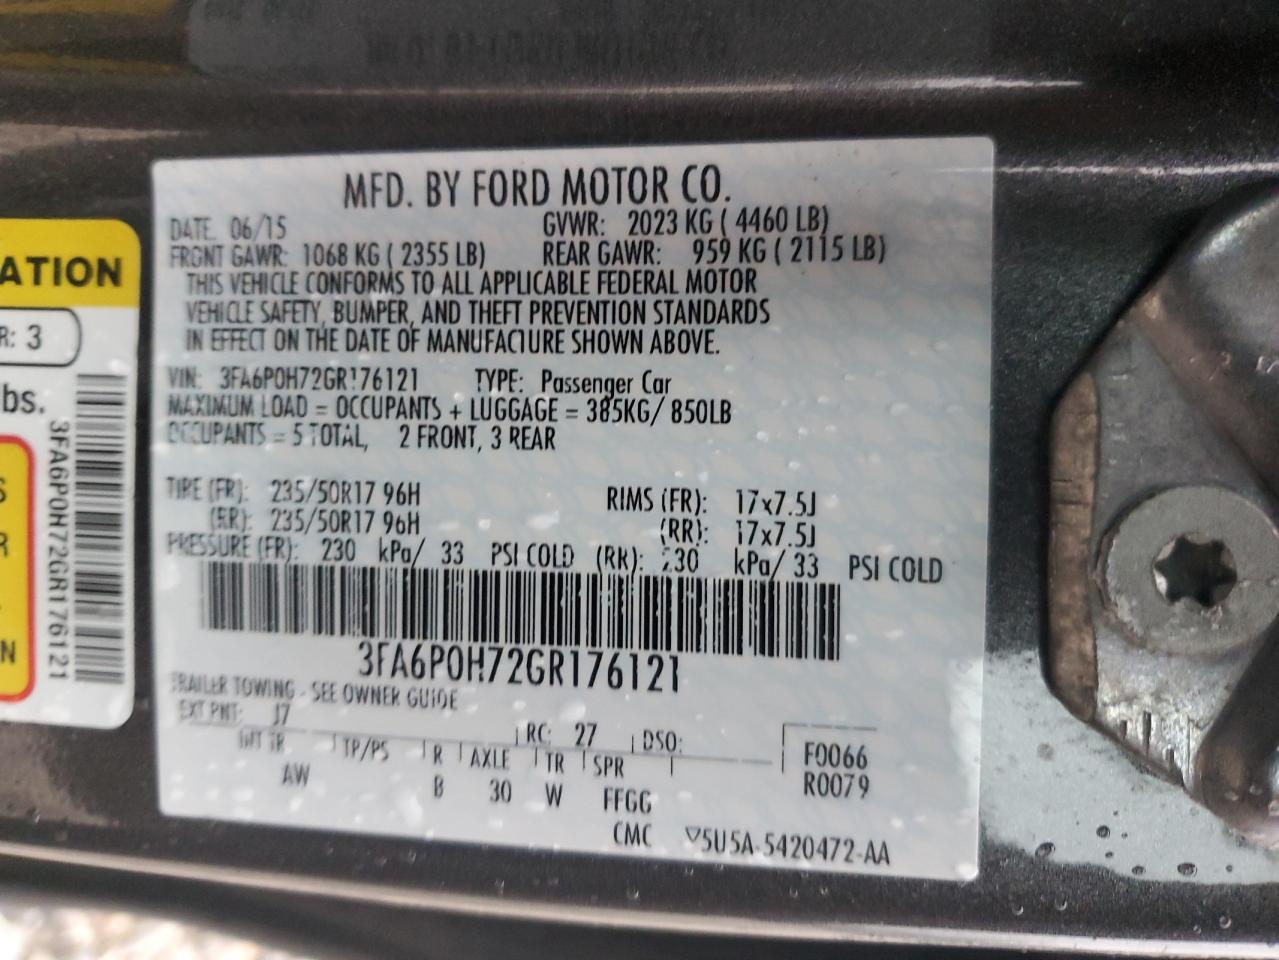 MFD. BY FORD MOTOR CO.
DATE 06/15 GVWR: 2023 KG ( 4460 LB)
FRONT GAWR: 1068 KG ( 2355 LB) REAR GAWR: 959 KG ( 2115 LB)
THIS VEHICLE CONFORMS TO ALL APPLICABLE FEDERAL MOTOR
VEHICLE SAFETY, BUMPER, AND THEFT PREVENTION STANDARDS
IN EFFECT ON THE DATE OF MANUFACTURE SHOWN ABOVE.
VIN: 3FA6P0H72GR176121 TYPE: Passenger Car
MAXIMUM LOAD = OCCUPANTS + LUGGAGE = 385KG/ 850LB
OCCUPANTS = 5 TOTAL, 2 FRONT, 3 REAR
TIRE (FR): 235/50R17 96H RIMS (FR): 17x7.5J
(RR): 235/50R17 96H (RR): 17x7.5J
PRESSURE (FR): 230 kPa/ 33 PSI COLD (RR): 230 kPa/ 33 PSI COLD
3FA6P0H72GR176121
TRAILER TOWING - SEE OWNER GUIDE
EXT PNT: J7 RC: 27 DSO: F0066
INT TR TP/PS R AXLE TR SPR R0079
AW B 30 W FFGG
CMC ▽5U5A-5420472-AA
ATION
R: 3
bs.
3FA6P0H72GR176121
S
R
N